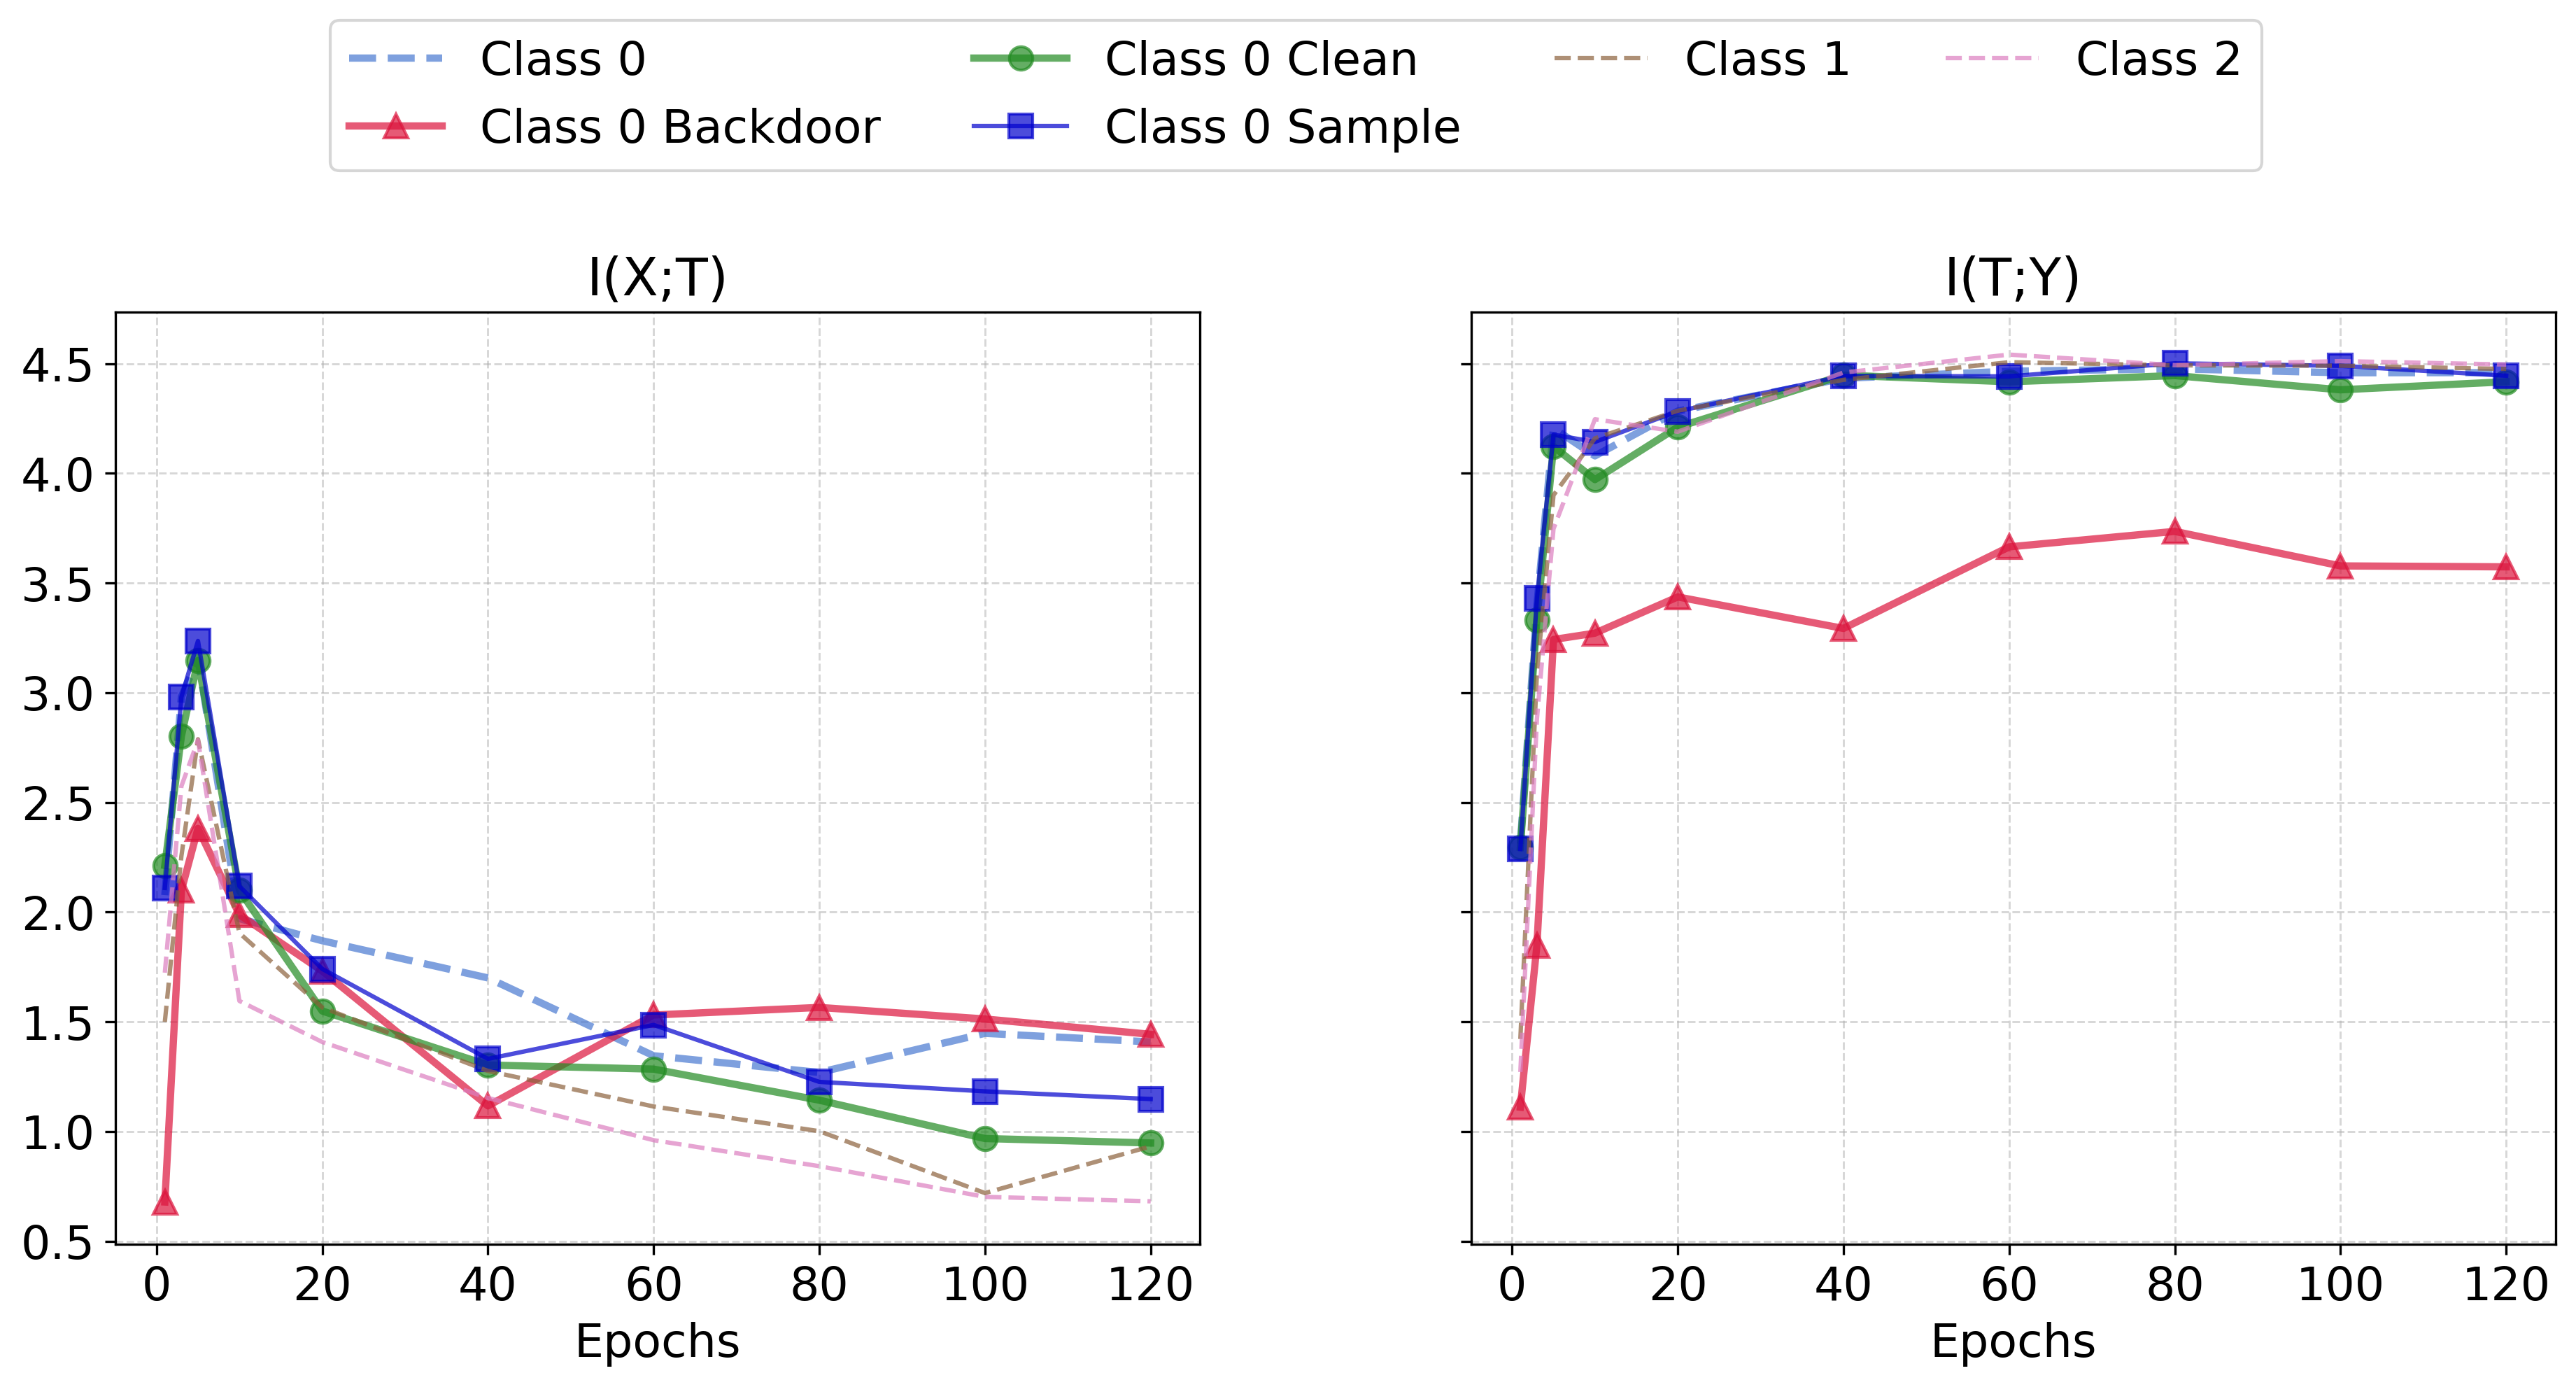 Class 0
Class 0 Clean
Class 1
Class 2
Class 0 Backdoor
Class 0 Sample
I(X;T)
I(T;Y)
4.5
4.0
3.5
3.0
2.5
2.0
1.5
1.0
0.5
0 20 40 60 80 100 120
0 20 40 60 80 100 120
Epochs
Epochs